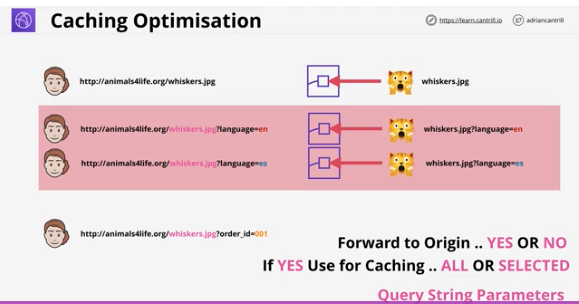 Caching Optimisation
https://learn.cantrill.io
adriancantrill
http://animals4life.org/whiskers.jpg
whiskers.jpg
http://animals4life.org/whiskers.jpg?language=en
whiskers.jpg?language=en
http://animals4life.org/whiskers.jpg?language=es
whiskers.jpg?language=es
http://animals4life.org/whiskers.jpg?order_id=001
Forward to Origin .. YES OR NO
If YES Use for Caching .. ALL OR SELECTED
Query String Parameters